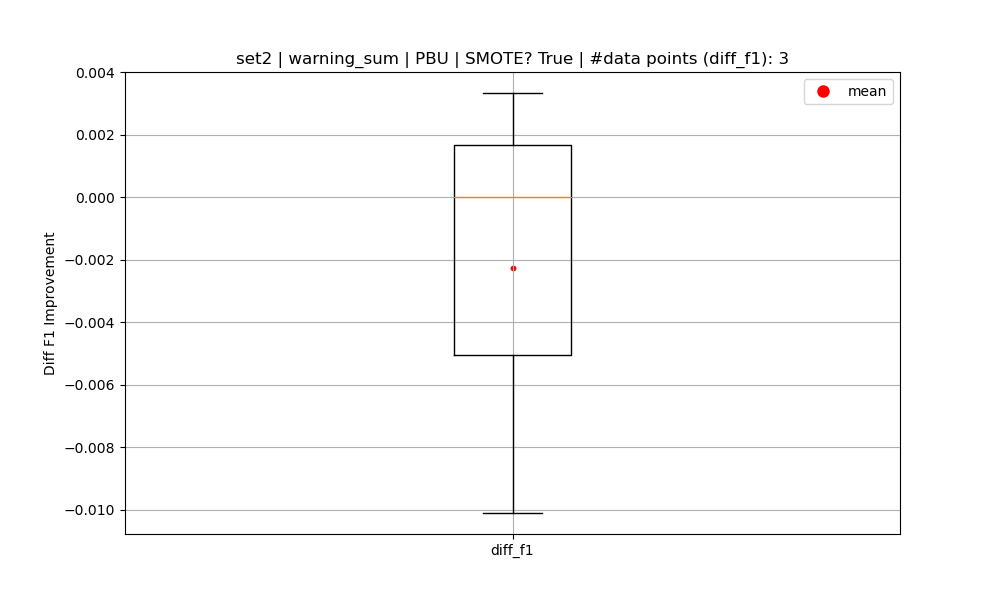 set2 | warning_sum | PBU | SMOTE? True | #data points (diff_f1): 3
mean
0.004
0.002
0.000
−0.002
−0.004
−0.006
−0.008
−0.010
Diff F1 Improvement
diff_f1